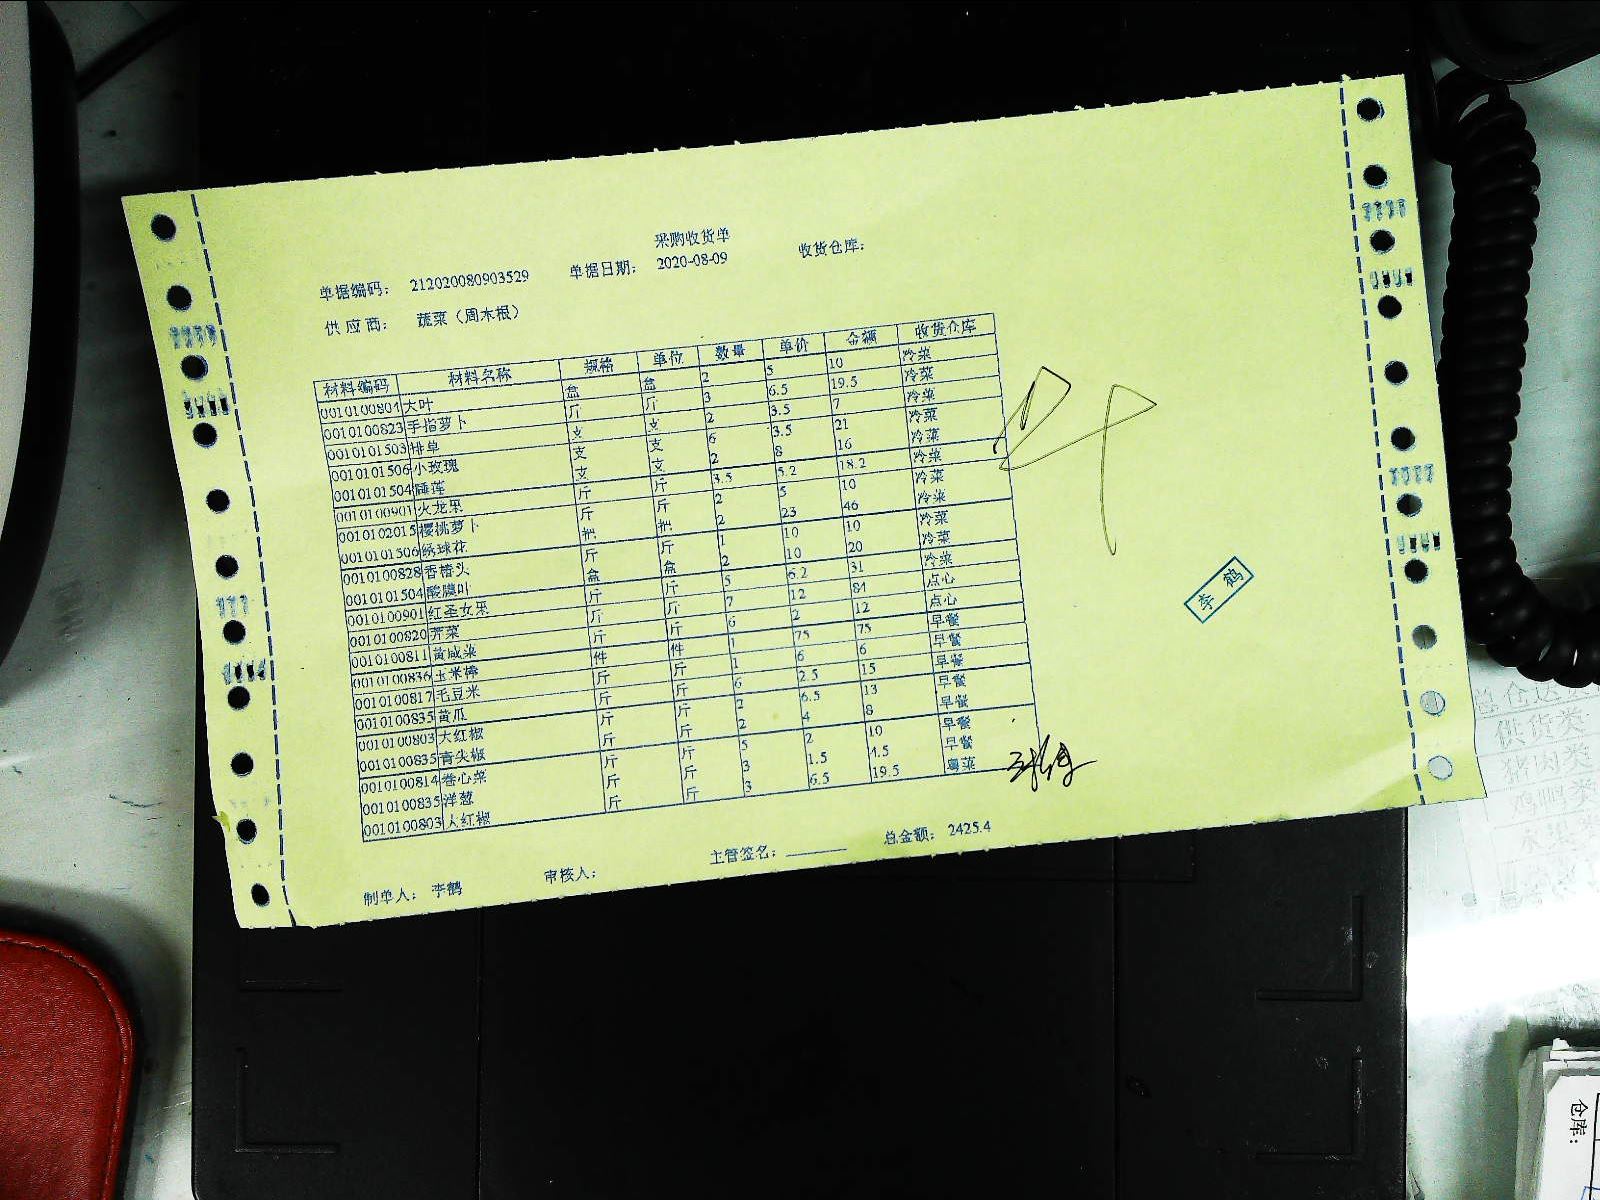 采购收货单
单据编码： 212020080903529 单据日期： 2020-08-09 收货仓库：
供应商： 蔬菜（周木根）
材料编码 材料名称 规格 单位 数量 单价 金额 收货仓库
0010100804 大叶 盒 盒 2 5 10 冷菜
0010100823 手指萝卜 斤 斤 3 6.5 19.5 冷菜
0010101503 排草 支 支 2 3.5 7 冷菜
0010101506 小玫瑰 支 支 6 3.5 21 冷菜
0010101504 睡莲 支 支 2 8 16 冷菜
0010100901 火龙果 斤 斤 3.5 5.2 18.2 冷菜
0010102015 樱桃萝卜 斤 斤 2 5 10 冷菜
0010101506 绣球花 把 把 2 23 46 冷菜
0010100828 香椿头 斤 斤 1 10 10 冷菜
0010101504 酸膜叶 盒 盒 2 10 20 冷菜
0010100901 红圣女果 斤 斤 5 6.2 31 冷菜
0010100820 芹菜 斤 斤 7 12 84 点心
0010100811 黄咸菜 斤 斤 6 2 12 点心
0010100836 玉米棒 件 件 1 75 75 早餐
0010100817 毛豆米 斤 斤 1 6 6 早餐
0010100835 黄瓜 斤 斤 6 2.5 15 早餐
0010100803 大红椒 斤 斤 2 6.5 13 早餐
0010100835 青尖椒 斤 斤 2 4 8 早餐
0010100814 卷心菜 斤 斤 5 2 10 早餐
0010100835 洋葱 斤 斤 3 1.5 4.5 早餐
0010100803 大红椒 斤 斤 3 6.5 19.5 粤菜
李鹤
制单人： 李鹤 审核人： 主管签名： 总金额： 2425.4
总仓
供货类
仓库：